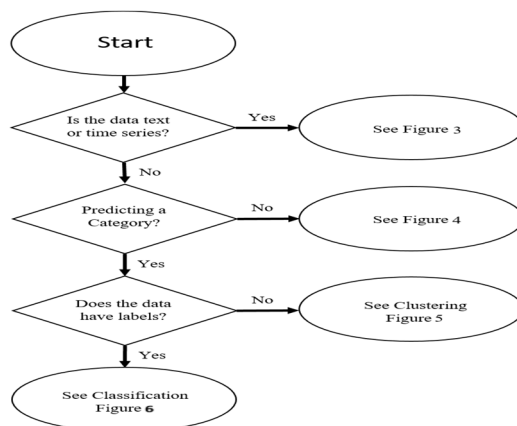 Start
Is the data text
or time series?
Yes
See Figure 3
No
Predicting a
Category?
No
See Figure 4
Yes
Does the data
have labels?
No
See Clustering
Figure 5
Yes
See Classification
Figure 6